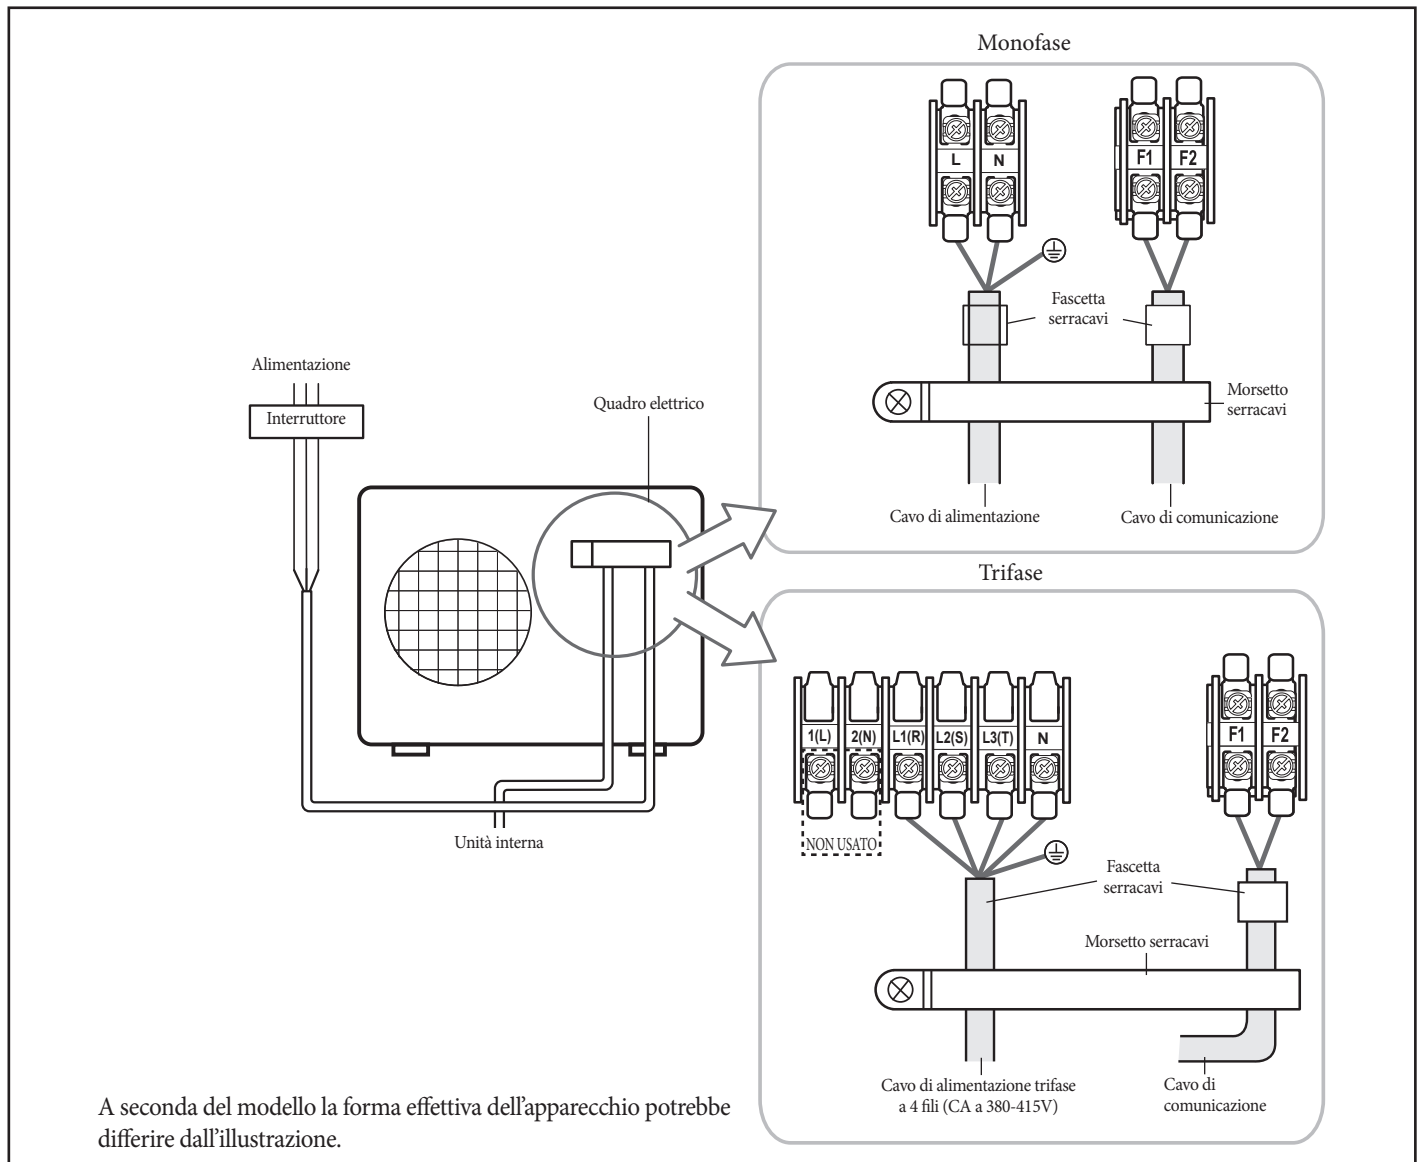 Monofase
L
N
F1
F2
Fascetta
serracavi
Morsetto
serracavi
Cavo di alimentazione
Cavo di comunicazione
Alimentazione
Interruttore
Quadro elettrico
Unità interna
Trifase
1(L)
2(N)
L1(R)
L2(S)
L3(T)
N
F1
F2
NON USATO
Fascetta
serracavi
Morsetto serracavi
Cavo di alimentazione trifase
a 4 fili (CA a 380-415V)
Cavo di
comunicazione
A seconda del modello la forma effettiva dell'apparecchio potrebbe
differire dall'illustrazione.